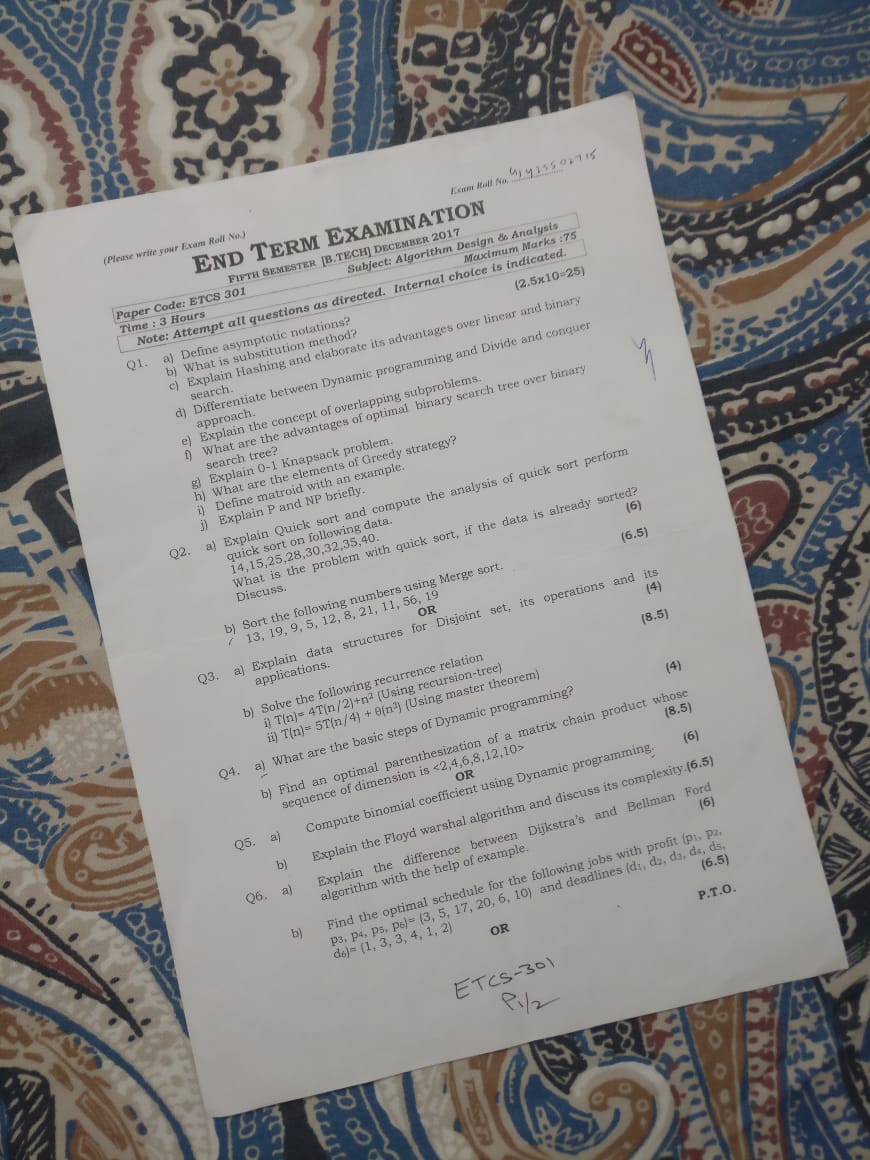 Exam Roll No.
(Please write your Exam Roll No.)
END TERM EXAMINATION
FIFTH SEMESTER [B.TECH] DECEMBER 2017
Paper Code: ETCS 301 Subject: Algorithm Design & Analysis
Time : 3 Hours Maximum Marks :75
Note: Attempt all questions as directed. Internal choice is indicated.
Q1. a) Define asymptotic notations? (2.5x10=25)
b) What is substitution method?
c) Explain Hashing and elaborate its advantages over linear and binary
search.
d) Differentiate between Dynamic programming and Divide and conquer
approach.
e) Explain the concept of overlapping subproblems.
f) What are the advantages of optimal binary search tree over binary
search tree?
g) Explain 0-1 Knapsack problem.
h) What are the elements of Greedy strategy?
i) Define matroid with an example.
j) Explain P and NP briefly.
Q2. a) Explain Quick sort and compute the analysis of quick sort perform
quick sort on following data.
14,15,25,28,30,32,35,40.
What is the problem with quick sort, if the data is already sorted?
Discuss. (6)
b) Sort the following numbers using Merge sort. (6.5)
13, 19, 9, 5, 12, 8, 21, 11, 56, 19
OR
Q3. a) Explain data structures for Disjoint set, its operations and its
applications. (4)
b) Solve the following recurrence relation (8.5)
i) T(n)= 4T(n/2)+n² (Using recursion-tree)
ii) T(n)= 5T(n/4) + θ(n³) (Using master theorem)
Q4. a) What are the basic steps of Dynamic programming? (4)
b) Find an optimal parenthesization of a matrix chain product whose
sequence of dimension is <2,4,6,8,12,10> (8.5)
OR
Q5. a) Compute binomial coefficient using Dynamic programming. (6)
b) Explain the Floyd warshal algorithm and discuss its complexity.(6.5)
Q6. a) Explain the difference between Dijkstra's and Bellman Ford
algorithm with the help of example. (6)
b) Find the optimal schedule for the following jobs with profit (p1, p2,
p3, p4, p5, p6)= (3, 5, 17, 20, 6, 10) and deadlines (d1, d2, d3, d4, d5,
d6)= (1, 3, 3, 4, 1, 2) (6.5)
OR
P.T.O.
ETCS-301
P1/2